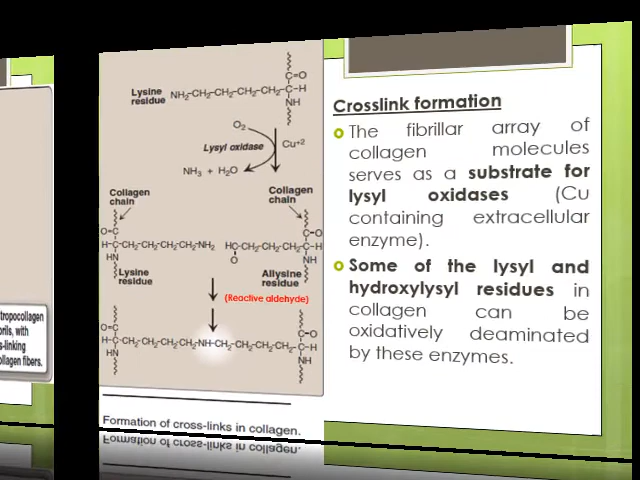 tropocollagen
brils, with
s-linking
ollagen fibers.
Lysine
residue
NH2-CH2-CH2-CH2-CH2-C-H
C=O
NH
O2
Lysyl oxidase
Cu+2
NH3 + H2O
Collagen
chain
Collagen
chain
O=C
H-C-CH2-CH2-CH2-CH2-NH2
HN
C-O
HC-CH2-CH2-CH2-C-H
O
NH
Lysine
residue
Allysine
residue
(Reactive aldehyde)
O=C
C-O
H-C-CH2-CH2-CH2-CH2-NH-CH2-CH2-CH2-CH2-C-H
HN
NH
Formation of cross-links in collagen.
Crosslink formation
The fibrillar array of
collagen molecules
serves as a substrate for
lysyl oxidases (Cu
containing extracellular
enzyme).
Some of the lysyl and
hydroxylysyl residues in
collagen can be
oxidatively deaminated
by these enzymes.